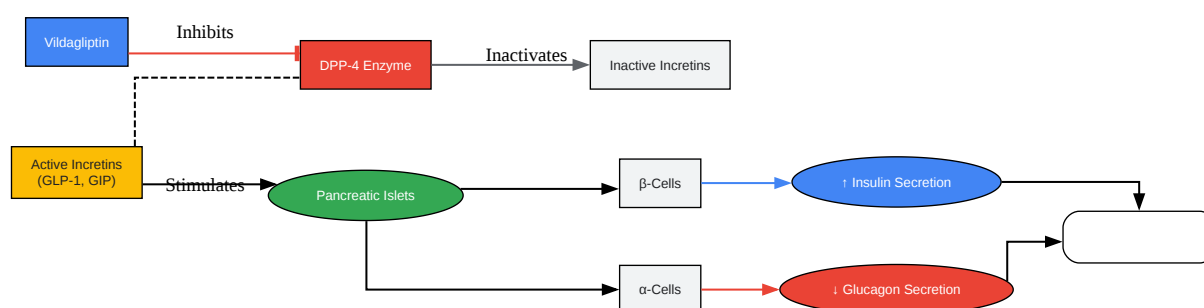 Inhibits
Vildagliptin
DPP-4 Enzyme
Inactivates
Inactive Incretins
Active Incretins
(GLP-1, GIP)
Stimulates
Pancreatic Islets
β-Cells
↑ Insulin Secretion
α-Cells
↓ Glucagon Secretion